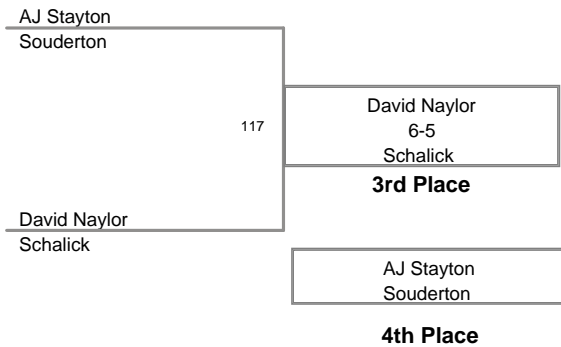 AJ Stayton
Souderton
117
David Naylor
6-5
Schalick
3rd Place
David Naylor
Schalick
AJ Stayton
Souderton
4th Place